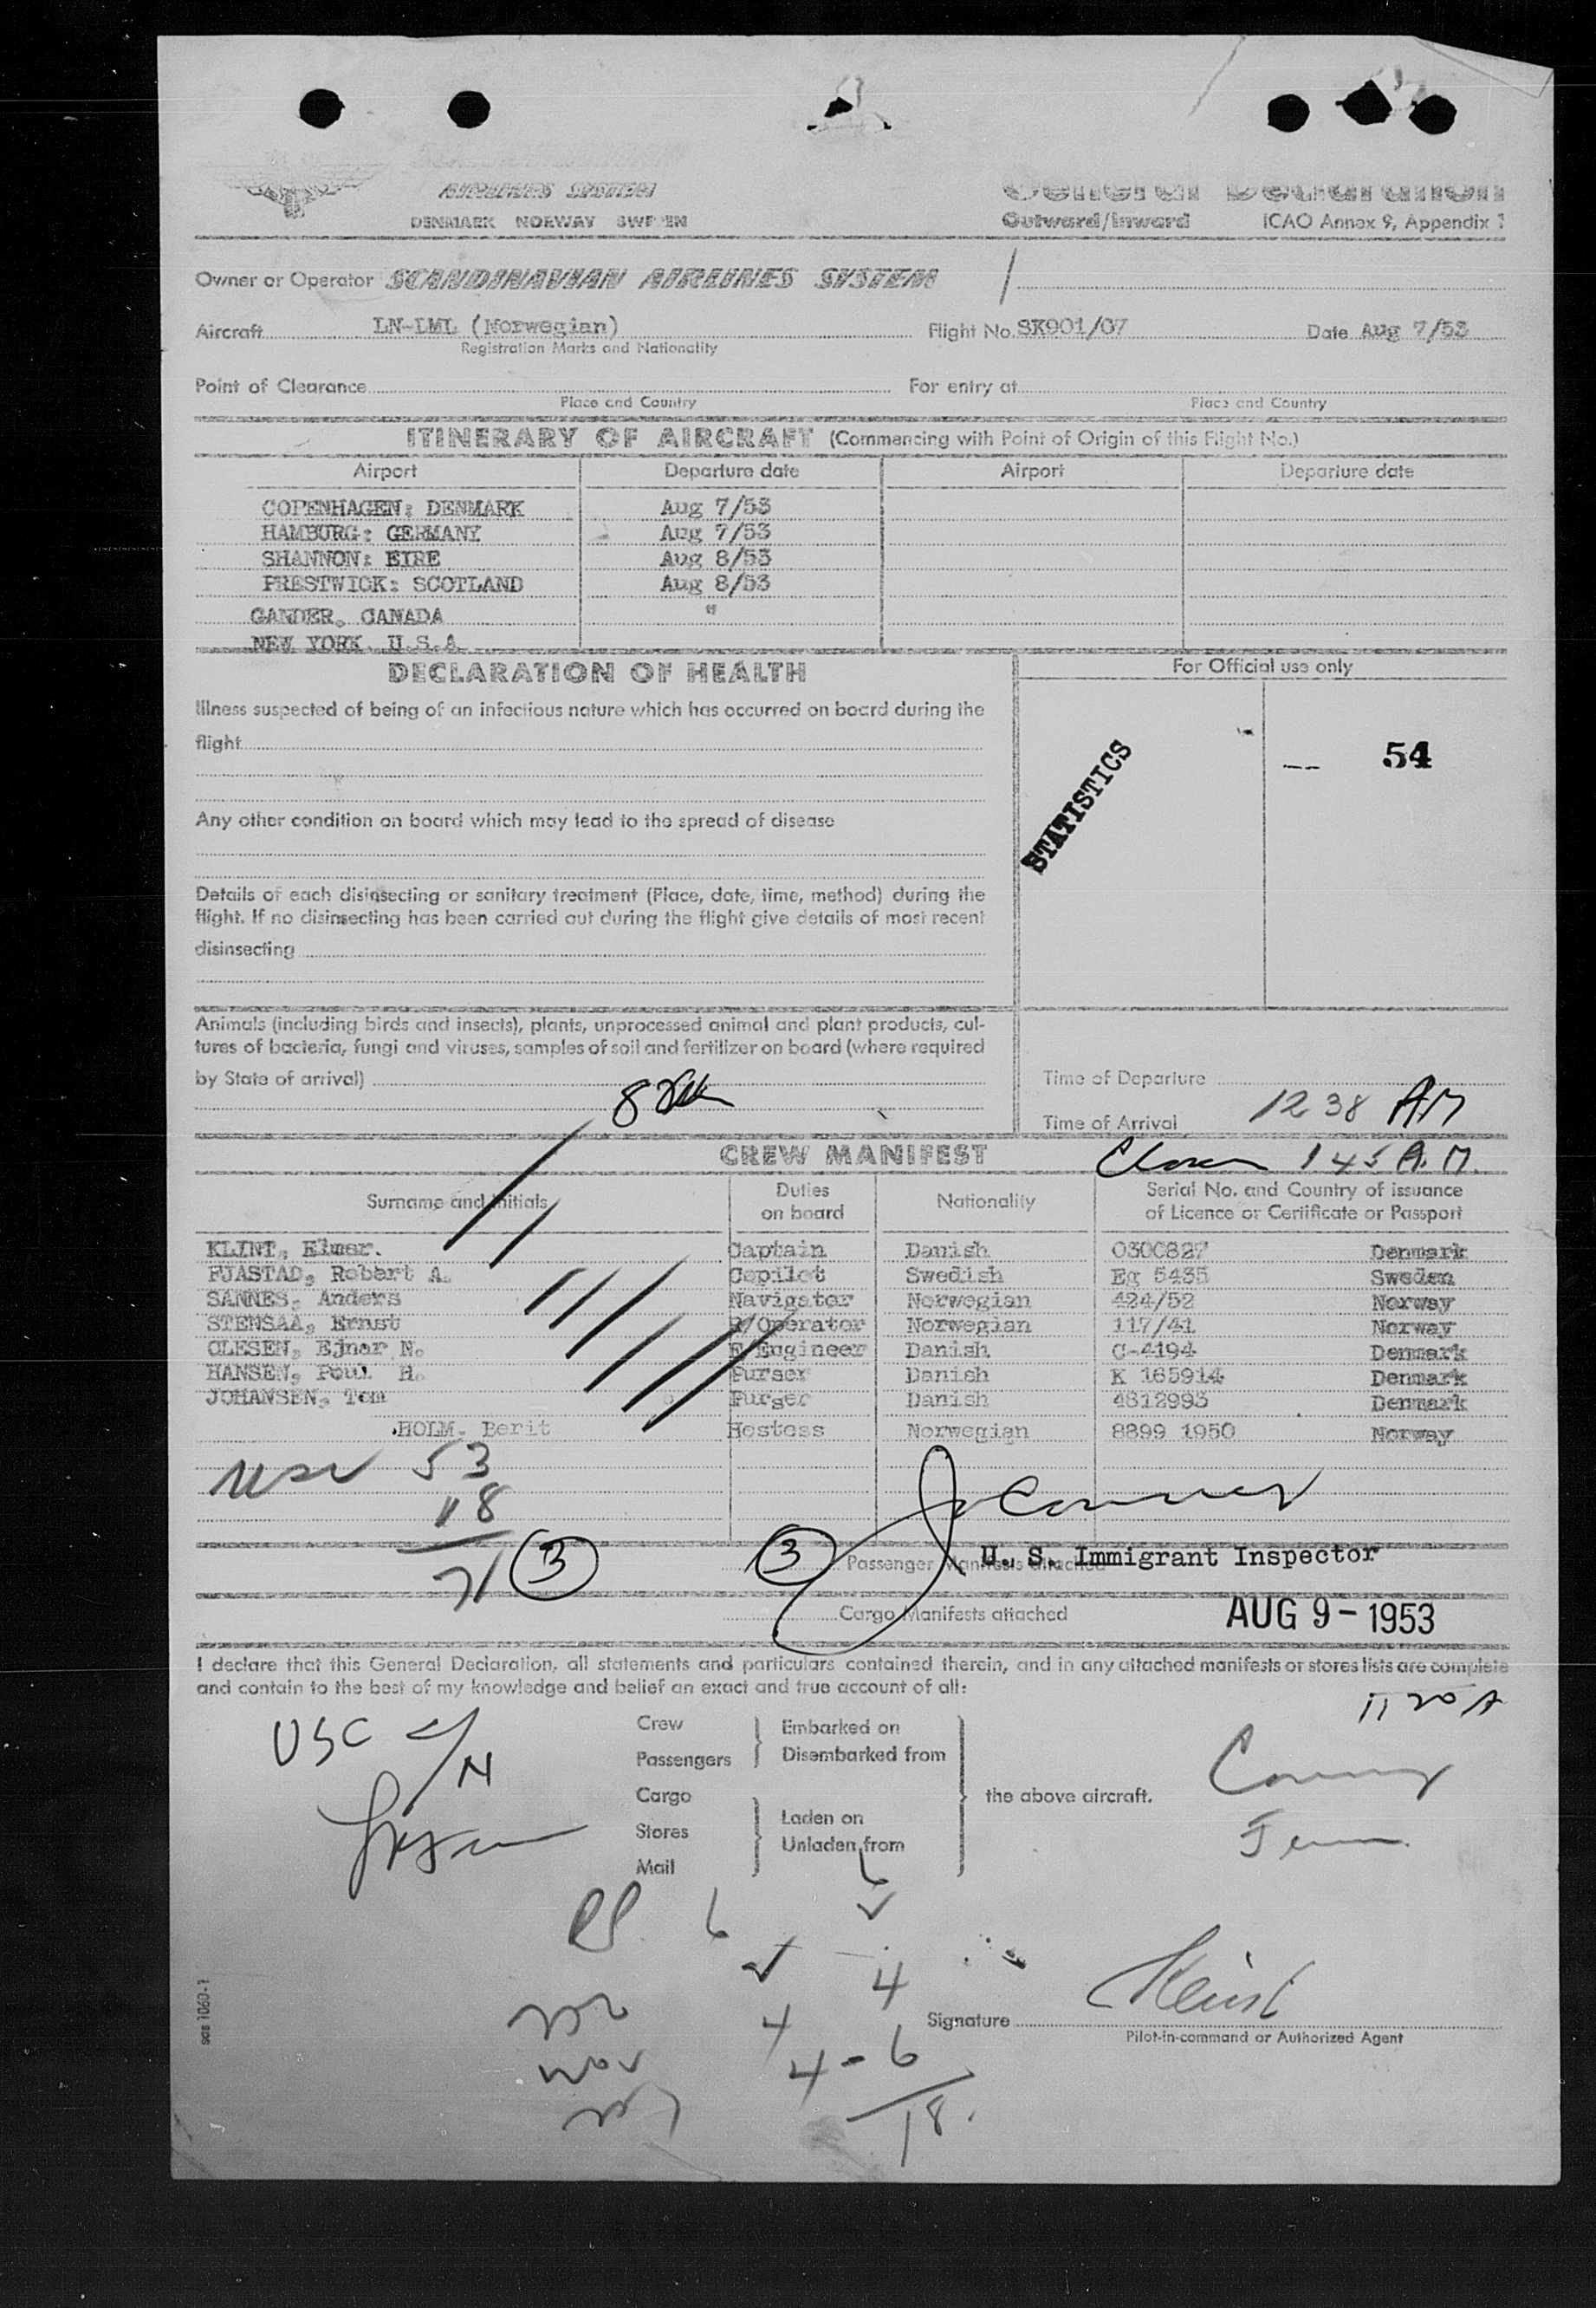 AIRLINES SYSTEM
DENMARK NORWAY SWEDEN
General Declaration
Outward/Inward ICAO Annex 9, Appendix 1
Owner or Operator SCANDINAVIAN AIRLINES SYSTEM
Aircraft LN-LML (Norwegian) Flight No. SK901/07 Date Aug 7/53
Registration Marks and Nationality
Point of Clearance For entry at
Place and Country Place and Country
ITINERARY OF AIRCRAFT (Commencing with Point of Origin of this Flight No.)
Airport Departure date Airport Departure date
COPENHAGEN: DENMARK Aug 7/53
HAMBURG: GERMANY Aug 7/53
SHANNON: EIRE Aug 8/53
PRESTWICK: SCOTLAND Aug 8/53
GANDER, CANADA "
NEW YORK, U.S.A.
DECLARATION OF HEALTH For Official use only
Illness suspected of being of an infectious nature which has occurred on board during the
flight
STATISTICS
54
Any other condition on board which may lead to the spread of disease
Details of each disinsecting or sanitary treatment (Place, date, time, method) during the
flight. If no disinsecting has been carried out during the flight give details of most recent
disinsecting
Animals (including birds and insects), plants, unprocessed animal and plant products, cul-
tures of bacteria, fungi and viruses, samples of soil and fertilizer on board (where required
by State of arrival)
8
Time of Departure
Time of Arrival 12 38 AM
CREW MANIFEST
1 45 A.M.
Surname and Initials Duties on board Nationality Serial No. and Country of issuance of Licence or Certificate or Passport
KLINT, Elmer. Captain Danish 0300827 Denmark
FJASTAD, Robert A. Copilot Swedish Eg 5435 Sweden
SANNES, Anders Navigator Norwegian 424/52 Norway
STENSAA, Ernst R/Operator Norwegian 117/41 Norway
OLESEN, Ejnar N. F/Engineer Danish C-4194 Denmark
HANSEN, Poul H. Purser Danish K 165914 Denmark
JOHANSEN, Tom Purser Danish 4812993 Denmark
HOLM, Berit Hostess Norwegian 8899 1950 Norway
53
18
71 3
3 Passenger Manifests attached
U. S. Immigrant Inspector
Cargo Manifests attached
AUG 9 - 1953
I declare that this General Declaration, all statements and particulars contained therein, and in any attached manifests or stores lists are complete
and contain to the best of my knowledge and belief an exact and true account of all:
11 20 A
USC
Crew Embarked on
Passengers Disembarked from
Cargo the above aircraft.
Stores Laden on
Mail Unladen from
6
6
4
4
4 - 6
18.
Signature
Pilot-in-command or Authorized Agent
sas 1060-1